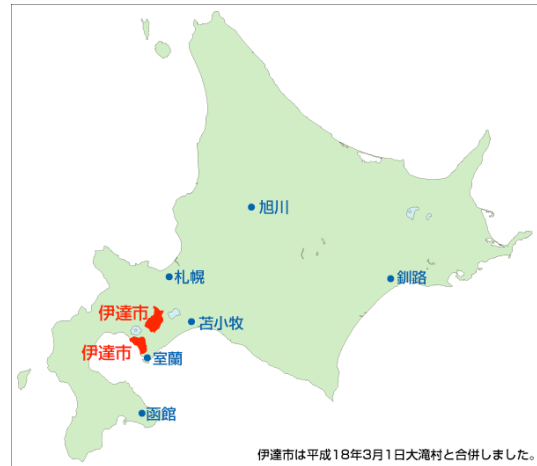 旭川
札幌
釧路
伊達市
苫小牧
伊達市
室蘭
函館
伊達市は平成18年3月1日大滝村と合併しました。